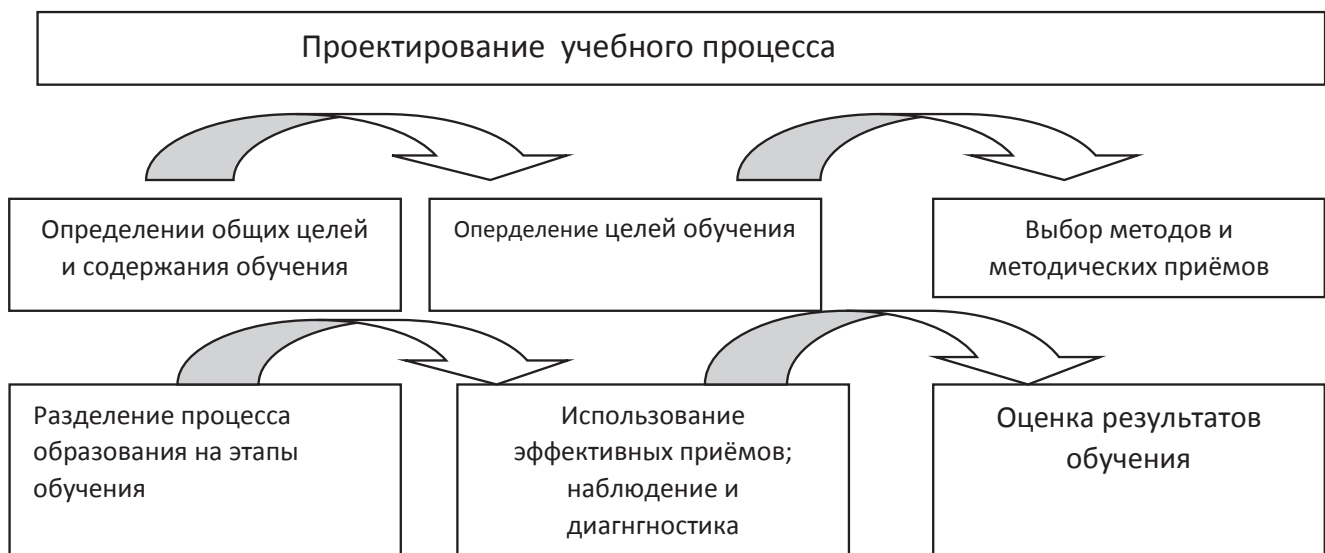 Проектирование учебного процесса
Определении общих целей
и содержания обучения
Оперделение целей обучения
Выбор методов и
методических приёмов
Разделение процесса
образования на этапы
обучения
Использование
эффективных приёмов;
наблюдение и
диагнгностика
Оценка результатов
обучения